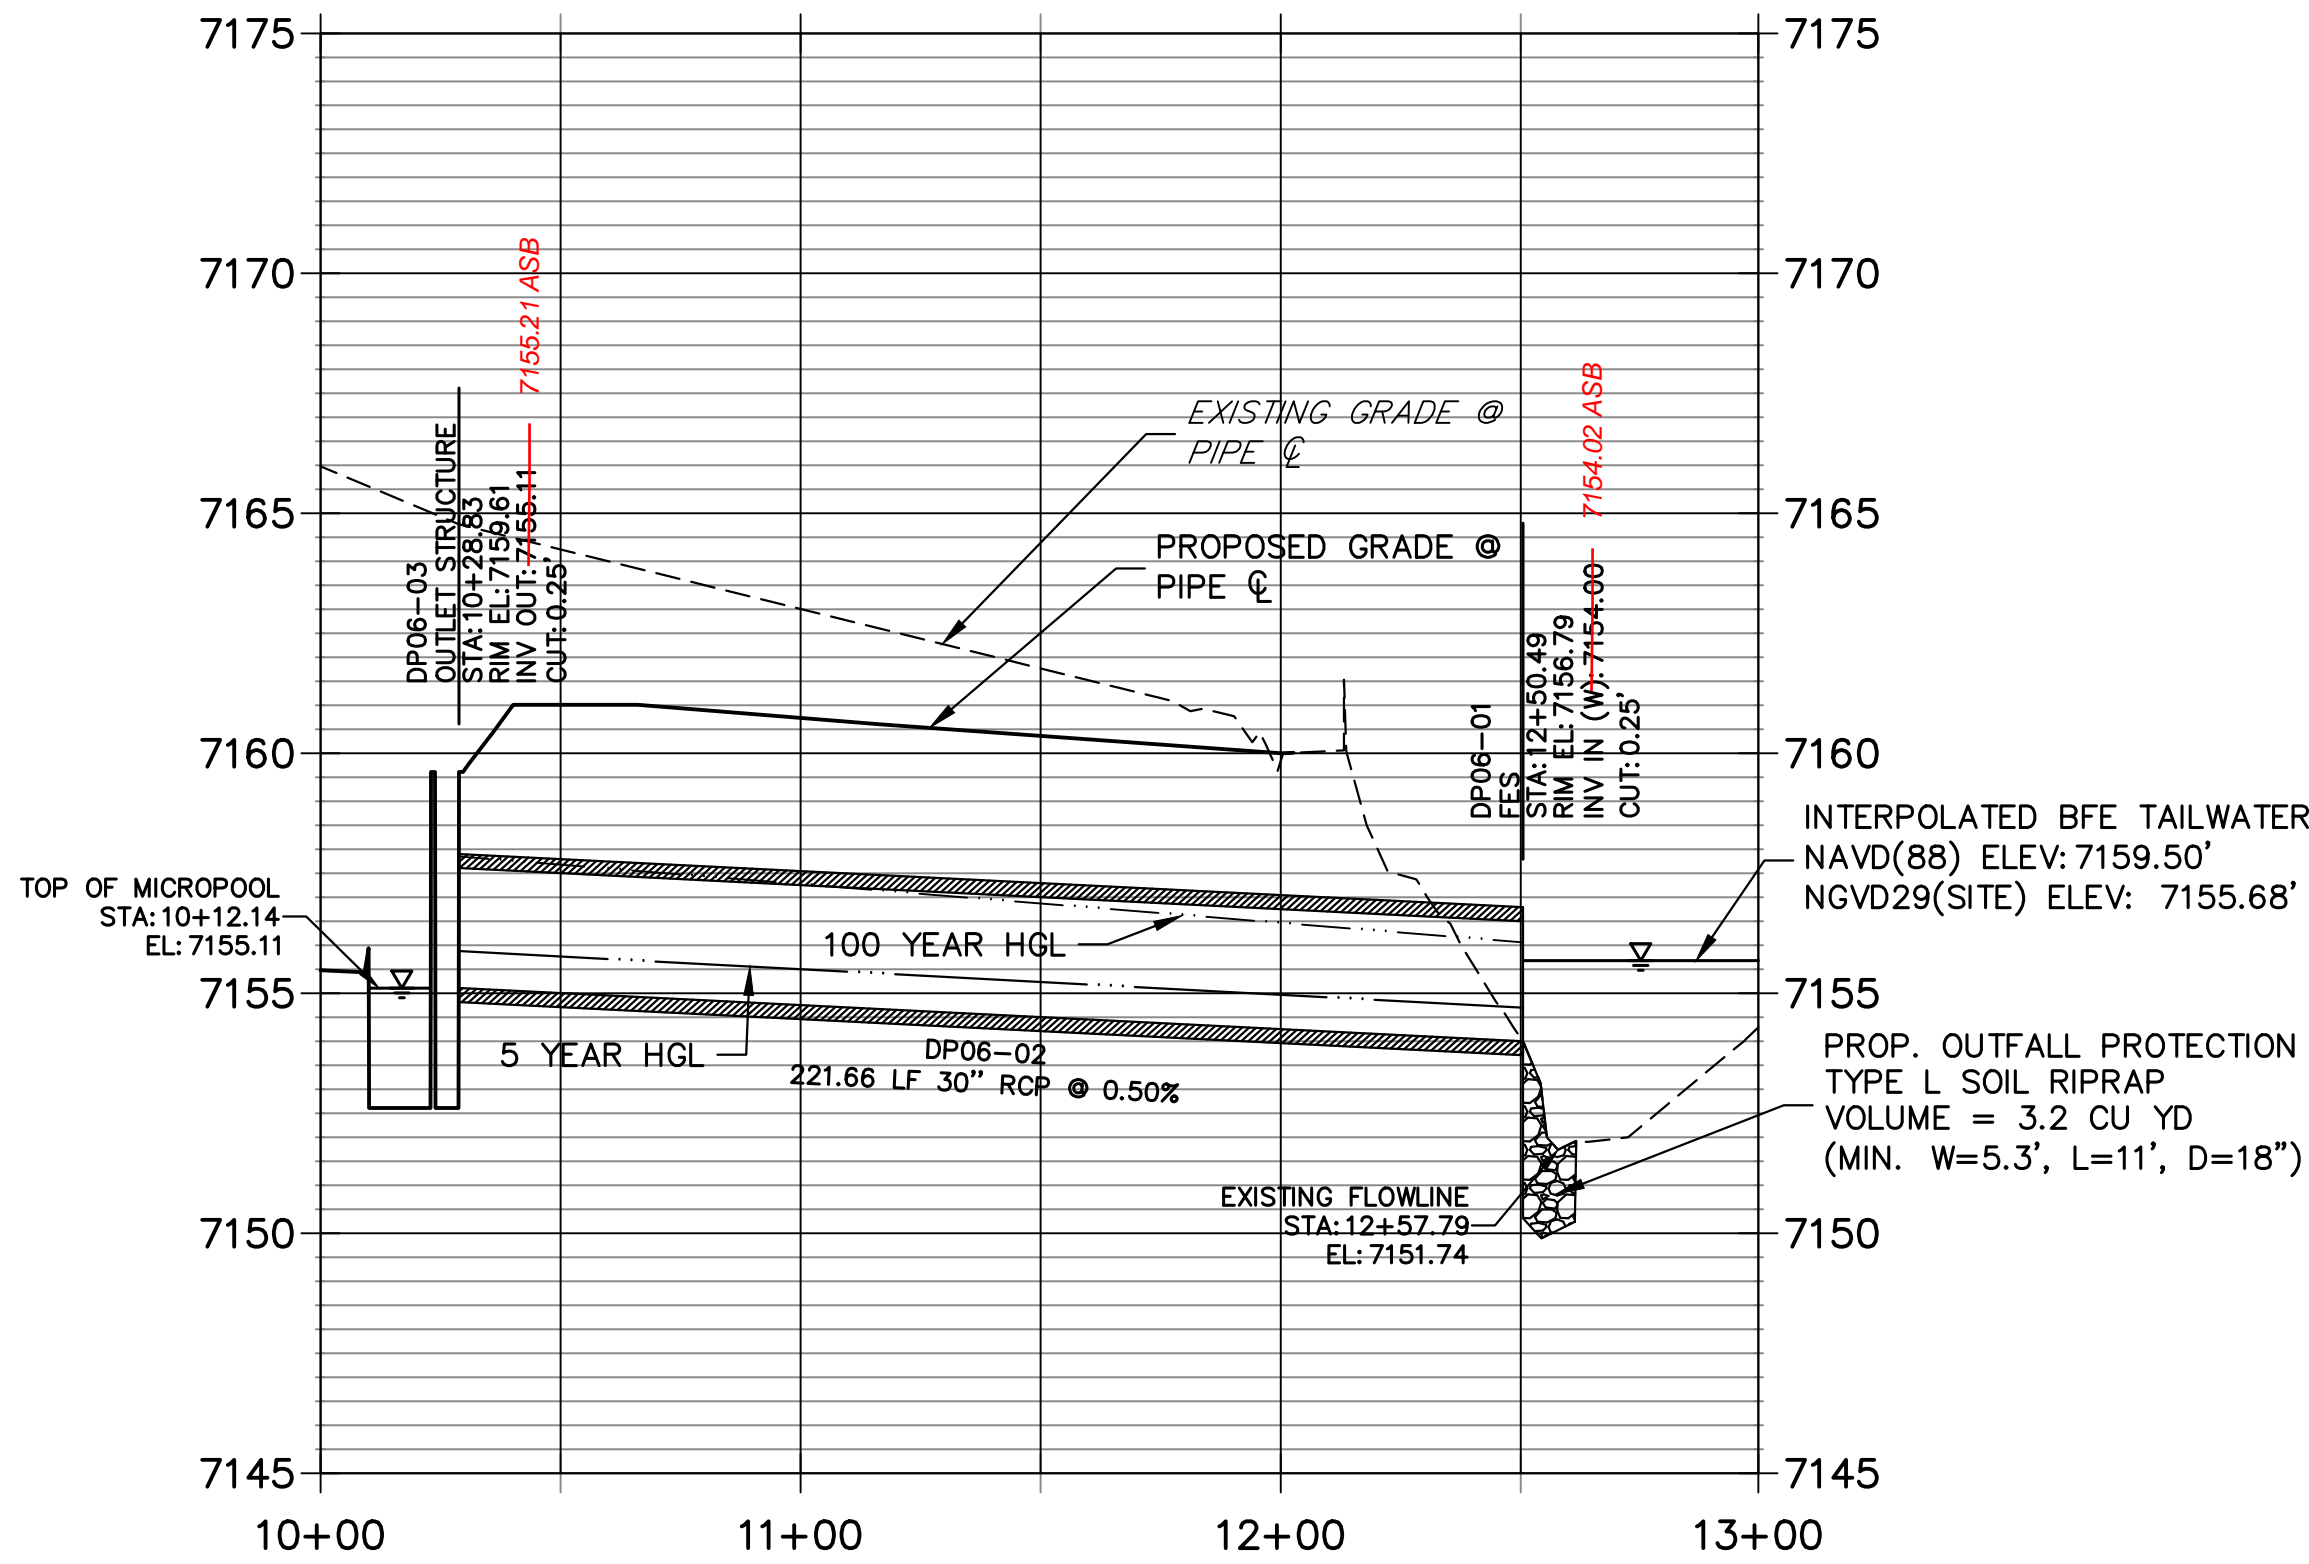 7175
7175
7170
7170
7165
7165
7160
7160
7155
7155
7150
7150
7145
7145
10+00
11+00
12+00
13+00
7155.21 ASB
DP06-03
OUTLET STRUCTURE
STA: 10+28.83
RIM EL: 7159.61
INV OUT: 7155.11
CUT: 0.25'
EXISTING GRADE @
PIPE ℄
PROPOSED GRADE @
PIPE ℄
7154.02 ASB
DP06-01
FES
STA: 12+50.49
RIM EL: 7156.79
INV IN (W): 7154.00
CUT: 0.25'
INTERPOLATED BFE TAILWATER
NAVD(88) ELEV: 7159.50'
NGVD29(SITE) ELEV: 7155.68'
TOP OF MICROPOOL
STA: 10+12.14
EL: 7155.11
100 YEAR HGL
5 YEAR HGL
DP06-02
221.66 LF 30" RCP @ 0.50%
PROP. OUTFALL PROTECTION
TYPE L SOIL RIPRAP
VOLUME = 3.2 CU YD
(MIN. W=5.3', L=11', D=18")
EXISTING FLOWLINE
STA: 12+57.79
EL: 7151.74